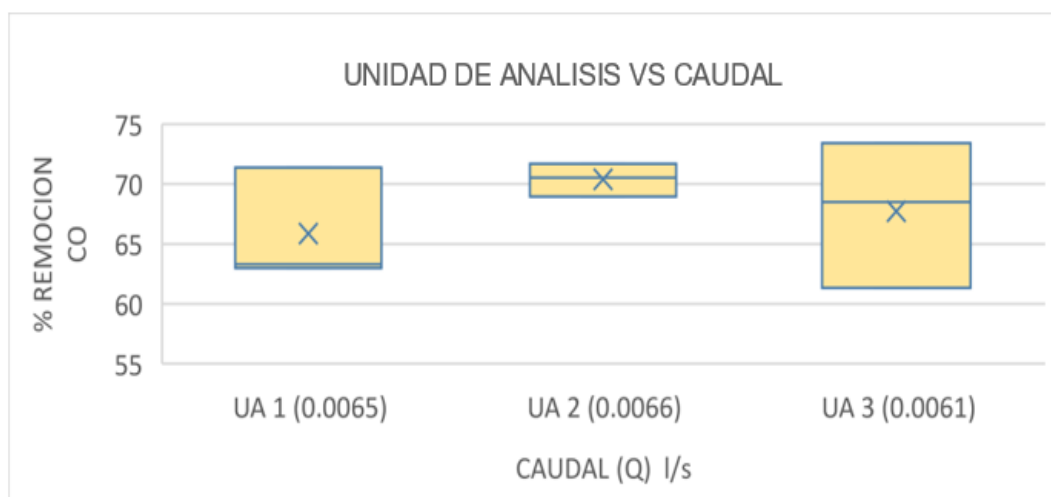 UNIDAD DE ANALISIS VS CAUDAL
75
70
65
60
55
% REMOCION
CO
UA 1 (0.0065)
UA 2 (0.0066)
UA 3 (0.0061)
CAUDAL (Q) l/s